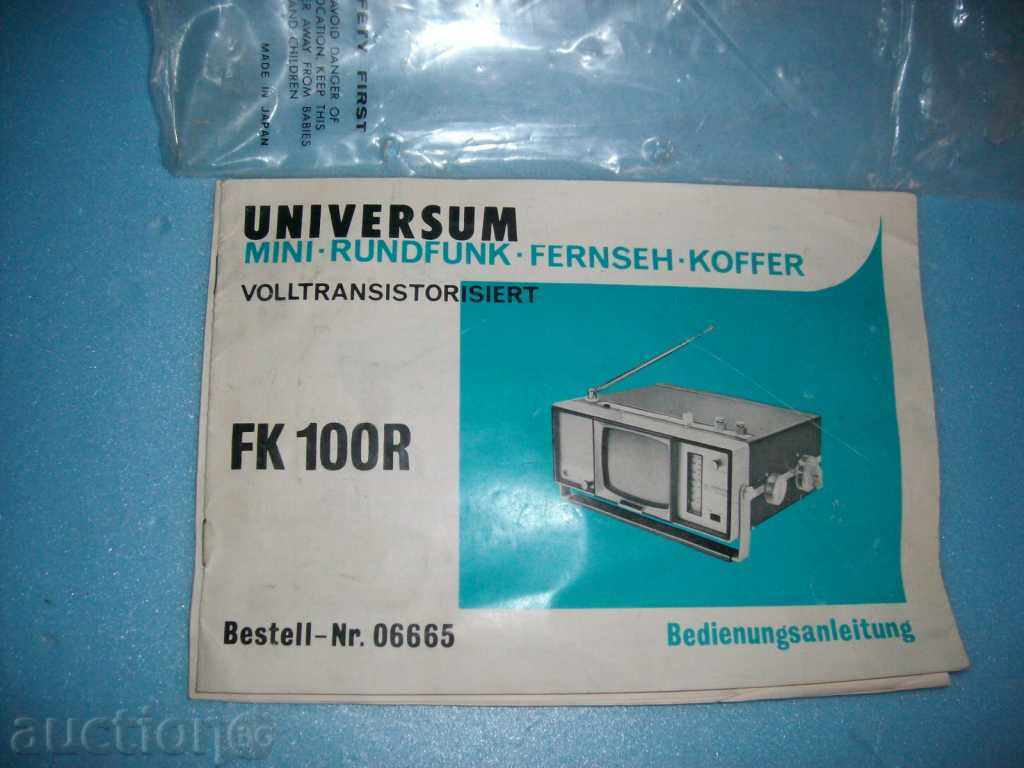 SAFETY FIRST
AVOID DANGER OF
KEEP THIS
AWAY FROM BABIES
AND CHILDREN
MADE IN JAPAN
UNIVERSUM
MINI·RUNDFUNK·FERNSEH·KOFFER
VOLLTRANSISTORISIERT
FK 100R
Bestell-Nr. 06665
Bedienungsanleitung
auction.BG